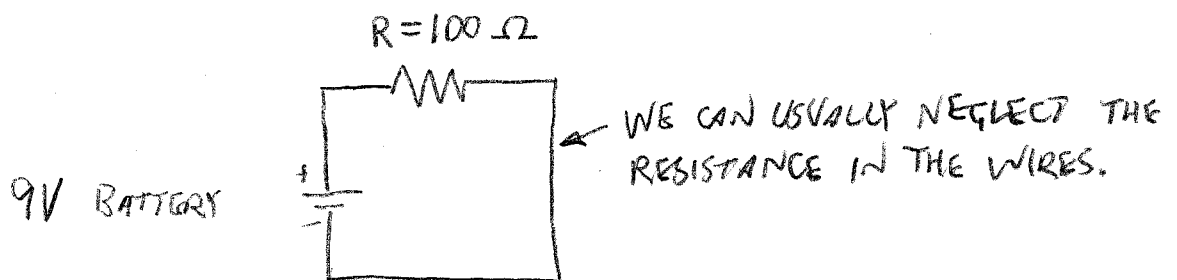 R = 100 Ω
WE CAN USUALLY NEGLECT THE
RESISTANCE IN THE WIRES.
+
9V BATTERY
-